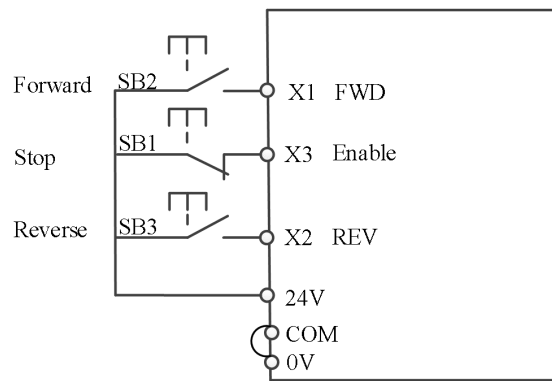 Forward SB2 X1 FWD
Stop SB1 X3 Enable
Reverse SB3 X2 REV
24V
COM
0V